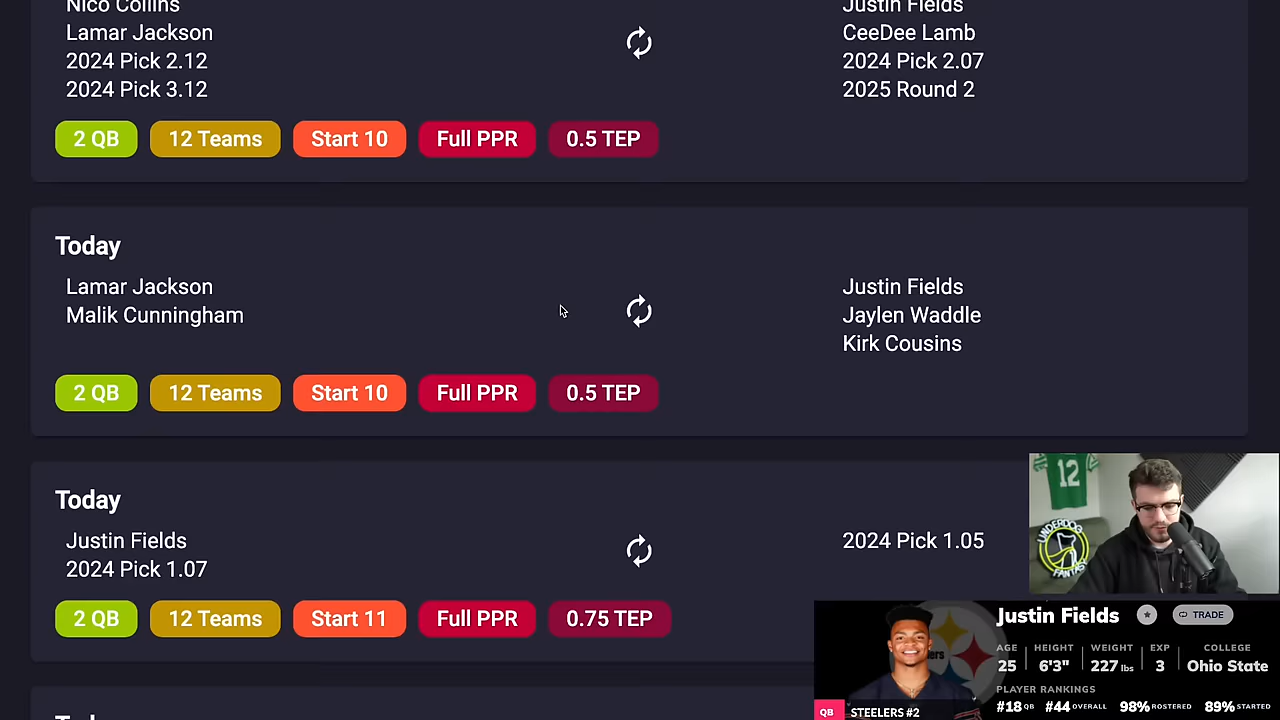 Nico Collins
Lamar Jackson
2024 Pick 2.12
2024 Pick 3.12
Justin Fields
CeeDee Lamb
2024 Pick 2.07
2025 Round 2
2 QB 12 Teams Start 10 Full PPR 0.5 TEP
Today
Lamar Jackson
Malik Cunningham
Justin Fields
Jaylen Waddle
Kirk Cousins
2 QB 12 Teams Start 10 Full PPR 0.5 TEP
Today
Justin Fields
2024 Pick 1.07
2024 Pick 1.05
2 QB 12 Teams Start 11 Full PPR 0.75 TEP
12
UNDERDOG
FANTASY
Justin Fields TRADE
AGE HEIGHT WEIGHT EXP COLLEGE
25 6'3" 227 lbs 3 Ohio State
PLAYER RANKINGS
#18 QB #44 OVERALL 98% ROSTERED 89% STARTED
QB STEELERS #2